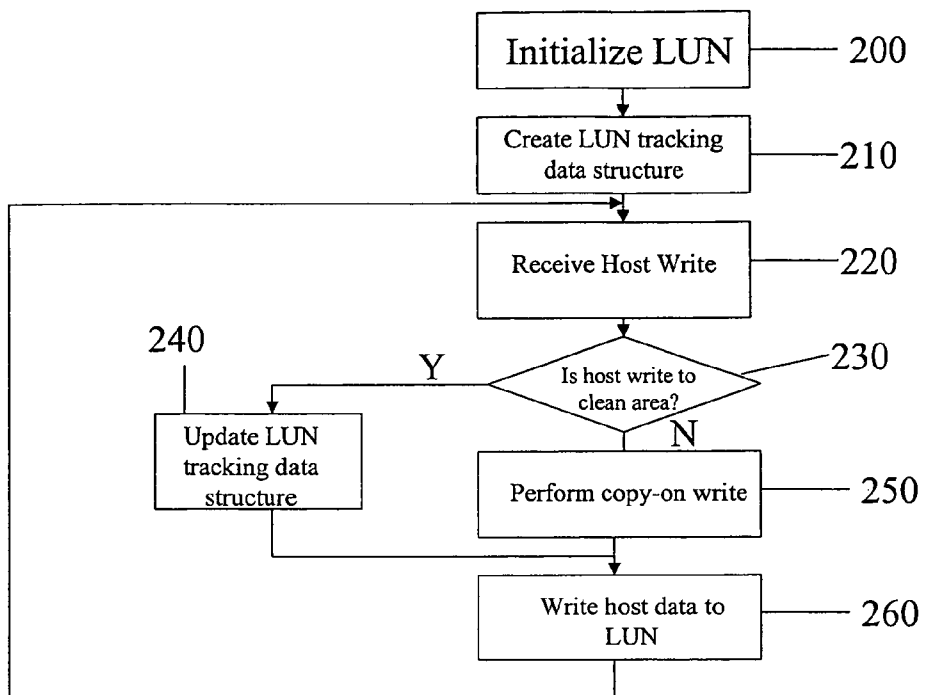 Initialize LUN
200
Create LUN tracking
data structure
210
Receive Host Write
220
240
Y
Is host write to
clean area?
230
N
Update LUN
tracking data
structure
Perform copy-on write
250
Write host data to
LUN
260